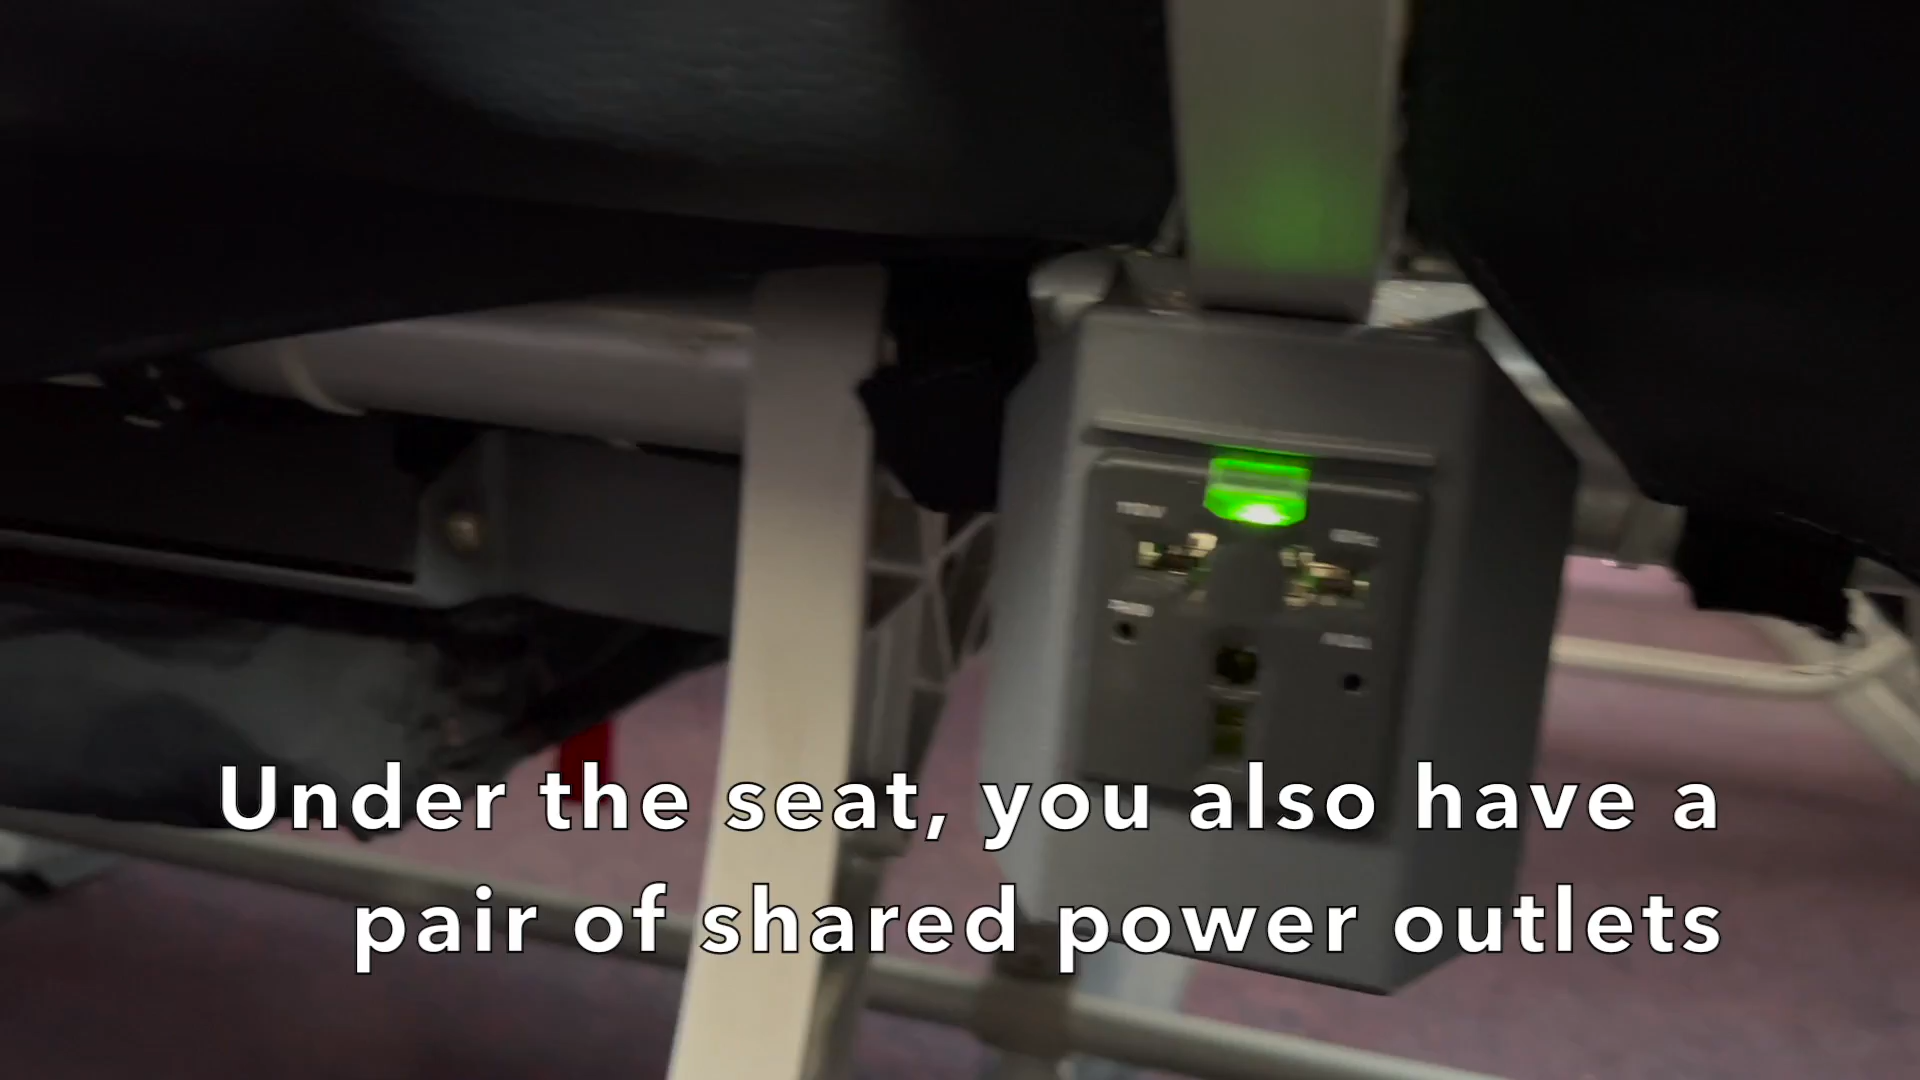 Under the seat, you also have a
pair of shared power outlets